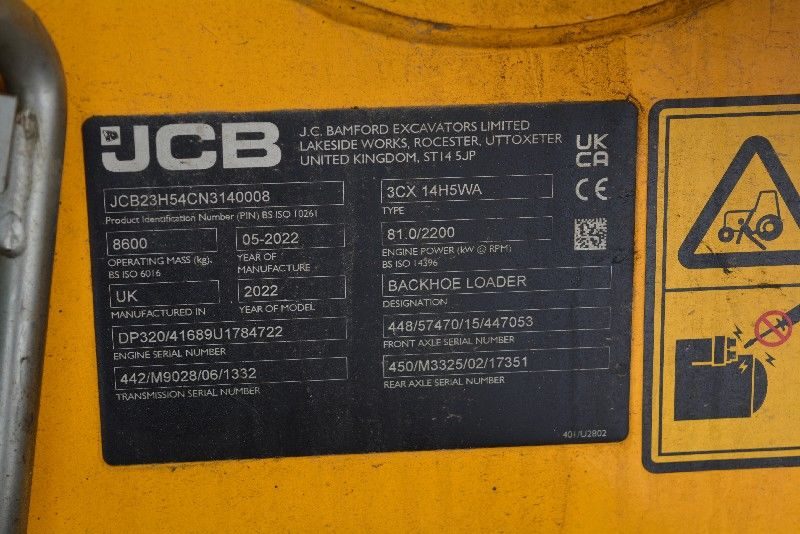 JCB
J.C. BAMFORD EXCAVATORS LIMITED
LAKESIDE WORKS, ROCESTER, UTTOXETER
UNITED KINGDOM, ST14 5JP
UK
CA
CE
JCB23H54CN3140008
Product Identification Number (PIN) BS ISO 10261
8600
OPERATING MASS (kg).
BS ISO 6016
05-2022
YEAR OF
MANUFACTURE
UK
MANUFACTURED IN
2022
YEAR OF MODEL
DP320/41689U1784722
ENGINE SERIAL NUMBER
442/M9028/06/1332
TRANSMISSION SERIAL NUMBER
3CX 14H5WA
TYPE
81.0/2200
ENGINE POWER (kW @ RPM)
BS ISO 14396
BACKHOE LOADER
DESIGNATION
448/57470/15/447053
FRONT AXLE SERIAL NUMBER
450/M3325/02/17351
REAR AXLE SERIAL NUMBER
401/U2802